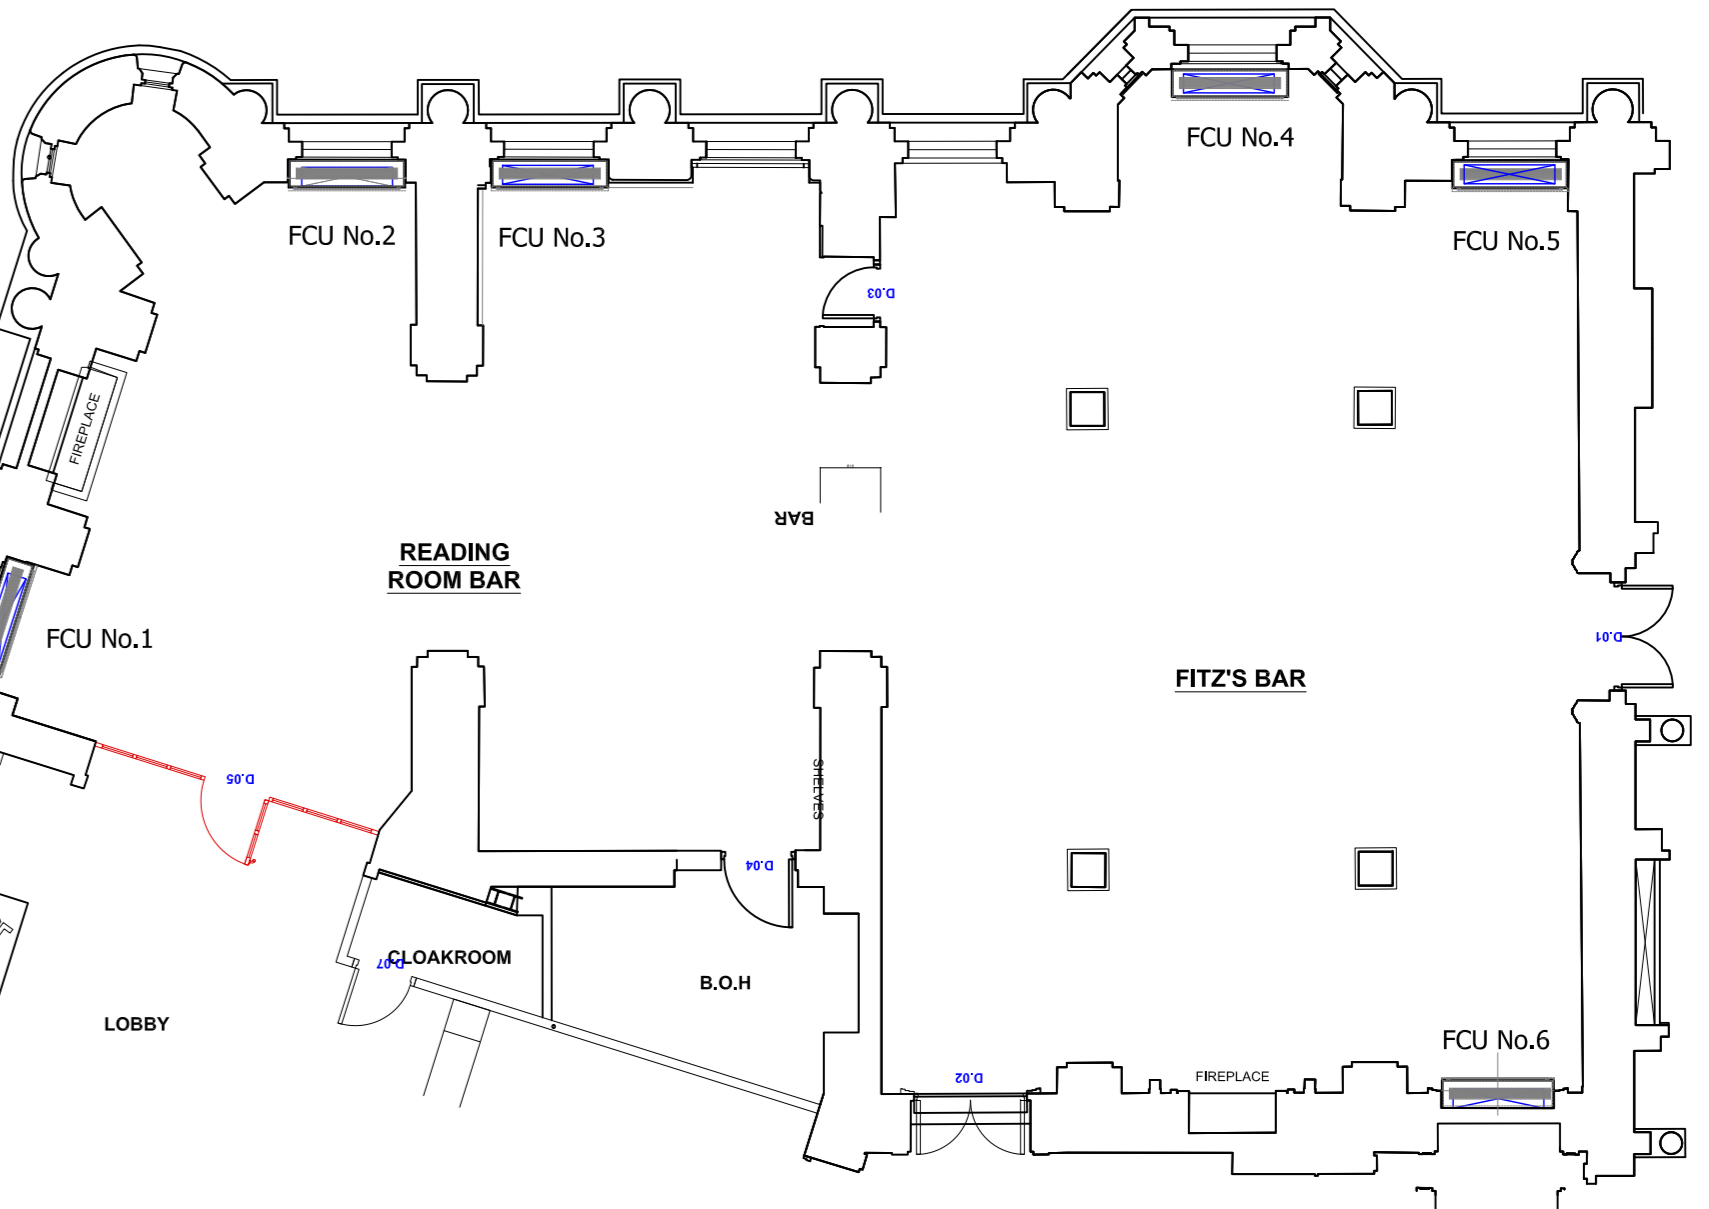 FCU No.4
FCU No.2
FCU No.3
FCU No.5
D.03
FIREPLACE
BAR
READING
ROOM BAR
FCU No.1
D.01
FITZ'S BAR
D.05
SHELVES
D.04
CLOAKROOM
D.07
B.O.H
LOBBY
FCU No.6
D.02
FIREPLACE